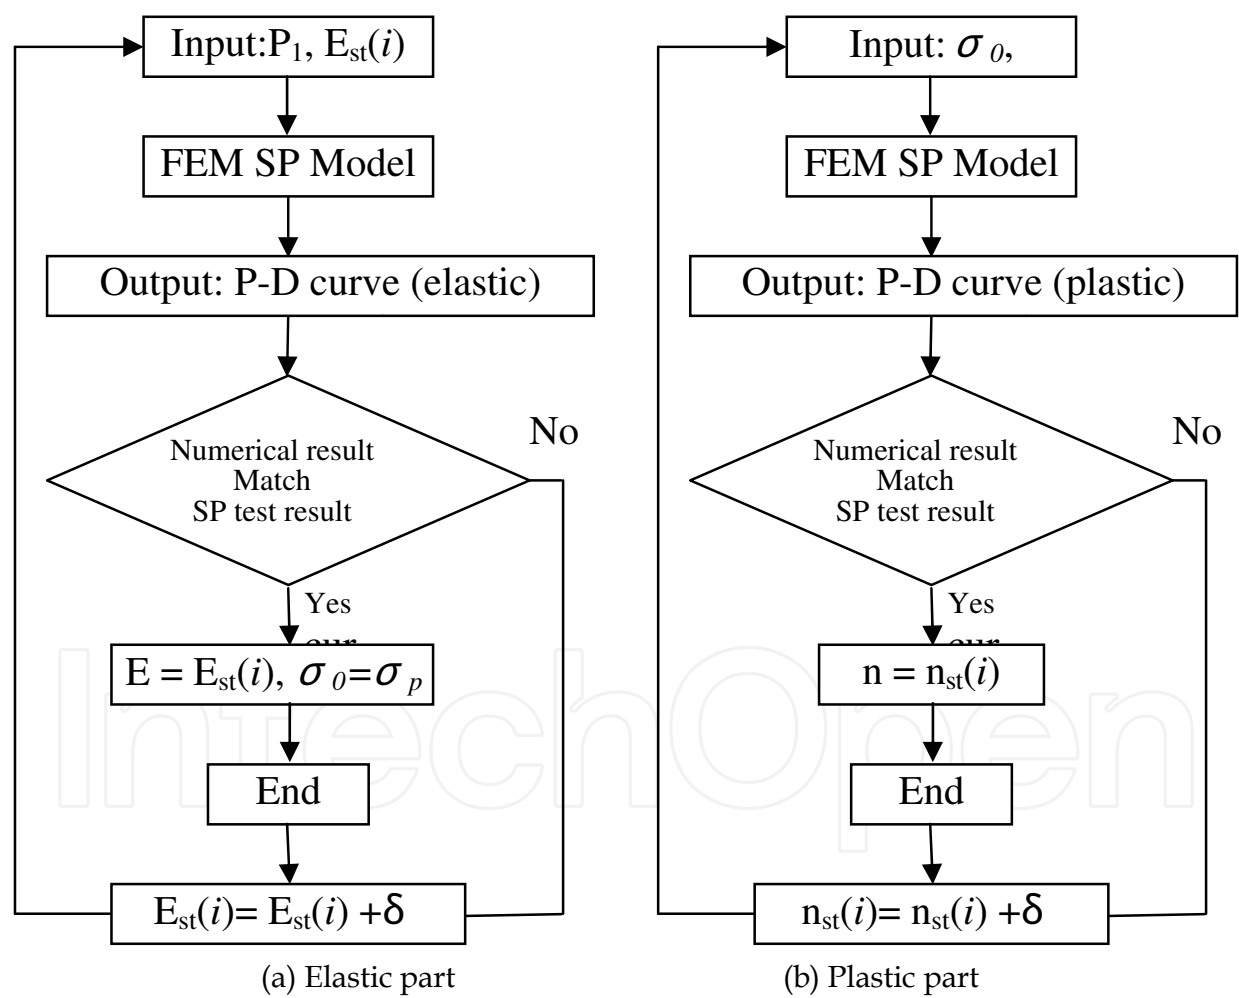 Input:P₁, Eₛₜ(i)
FEM SP Model
Output: P-D curve (elastic)
No
Numerical result
Match
SP test result
Yes
E = Eₛₜ(i), σ₀=σₚ
End
Eₛₜ(i)= Eₛₜ(i) +δ
(a) Elastic part
Input: σ₀,
FEM SP Model
Output: P-D curve (plastic)
No
Numerical result
Match
SP test result
Yes
n = nₛₜ(i)
End
nₛₜ(i)= nₛₜ(i) +δ
(b) Plastic part
IntechOpen